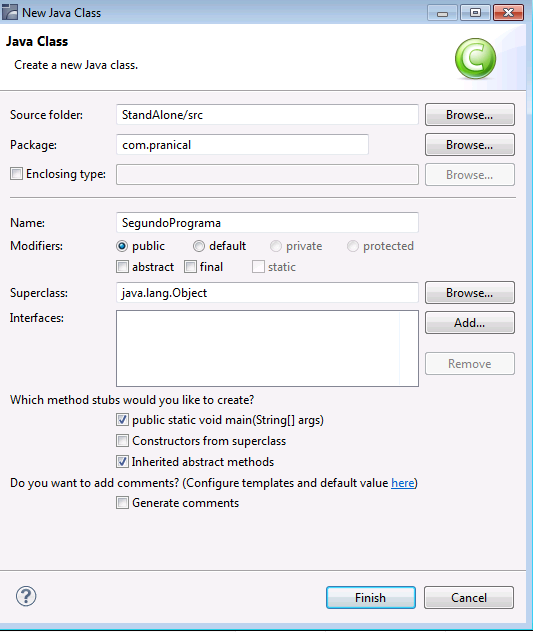 New Java Class
Java Class
Create a new Java class.
Source folder: StandAlone/src Browse...
Package: com.pranical Browse...
Enclosing type: Browse...
Name: SegundoPrograma
Modifiers: public default private protected
abstract final static
Superclass: java.lang.Object Browse...
Interfaces: Add...
Remove
Which method stubs would you like to create?
public static void main(String[] args)
Constructors from superclass
Inherited abstract methods
Do you want to add comments? (Configure templates and default value here)
Generate comments
? Finish Cancel